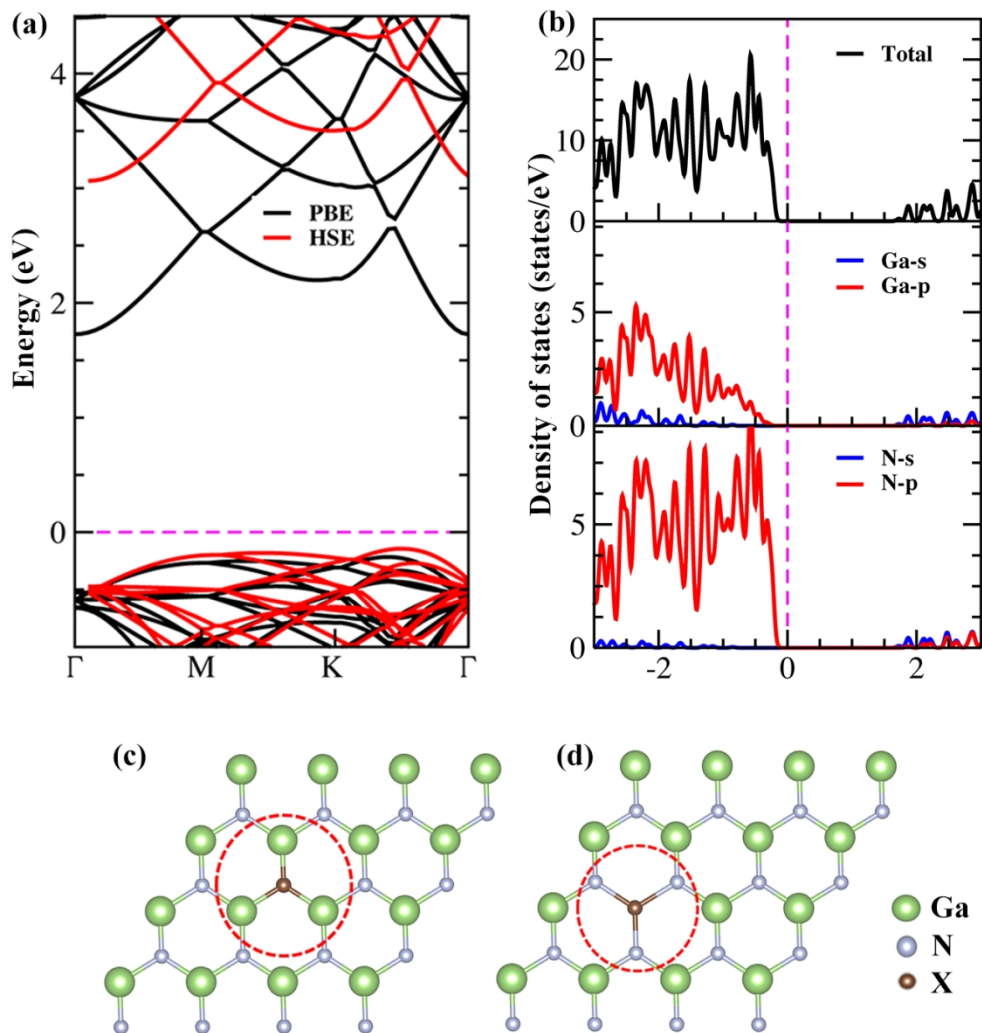 (a)
Energy (eV)
4
2
0
PBE
HSE
Γ M K Γ
(b)
Density of states (states/eV)
20
10
0
Total
5
0
Ga-s
Ga-p
5
0
N-s
N-p
-2 0 2
(c)
(d)
Ga
N
X